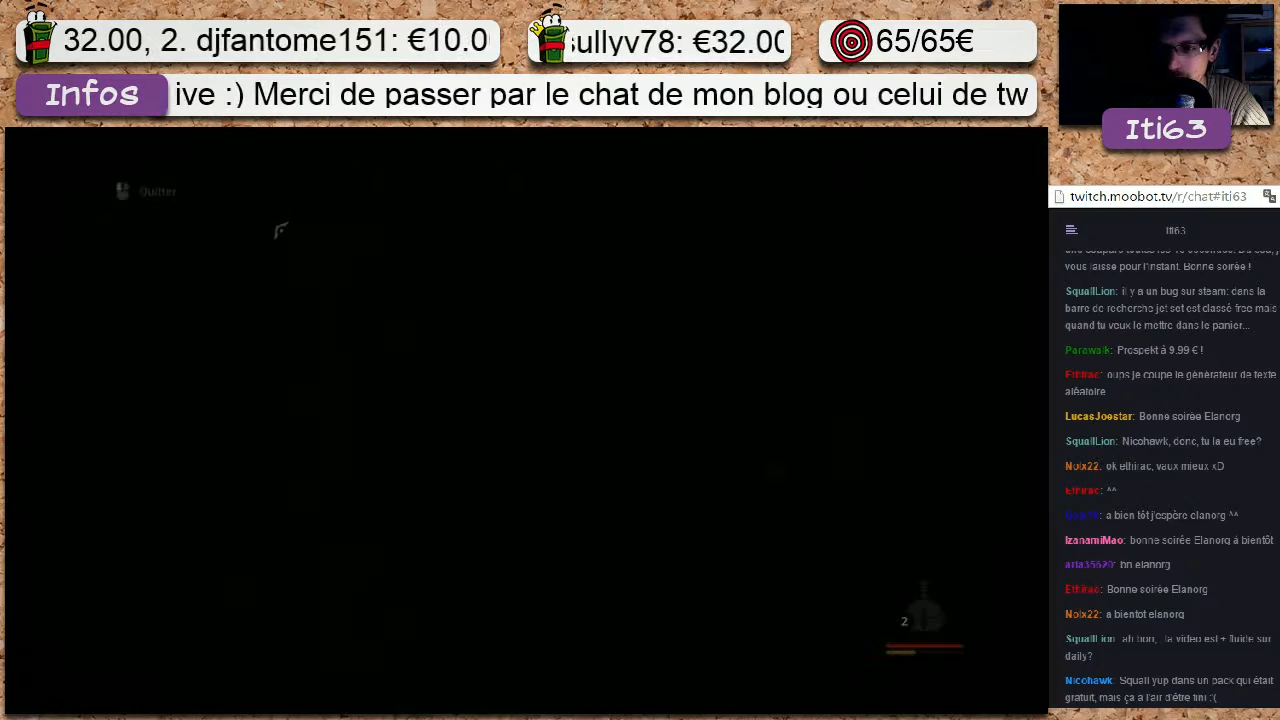 32.00, 2. djfantome151: €10.0
sullyv78: €32.00
65/65€
Infos
ive :) Merci de passer par le chat de mon blog ou celui de tw
Iti63
Quitter
2
twitch.moobot.tv/r/chat#iti63
iti63
vous laisse pour l'instant. Bonne soirée !
SquallLion: il y a un bug sur steam: dans la
barre de recherche jet set est classé free mais
quand tu veux le mettre dans le panier...
Parawalk: Prospekt à 9.99 € !
Ethirac: oups je coupe le générateur de texte
aléatoire
LucasJoestar: Bonne soirée Elanorg
SquallLion: Nicohawk, donc, tu la eu free?
Nolx22: ok ethirac, vaux mieux xD
Ethirac: ^^
a bien tôt j'espère elanorg ^^
IzanamiMao: bonne soirée Elanorg à bientôt
aria35620: bn elanorg
Ethirac: Bonne soirée Elanorg
Nolx22: a bientot elanorg
SquallLion: ah bon, la video est + fluide sur
daily?
Nicohawk: Squall yup dans un pack qui était
gratuit, mais ça a l'air d'être fini :'(